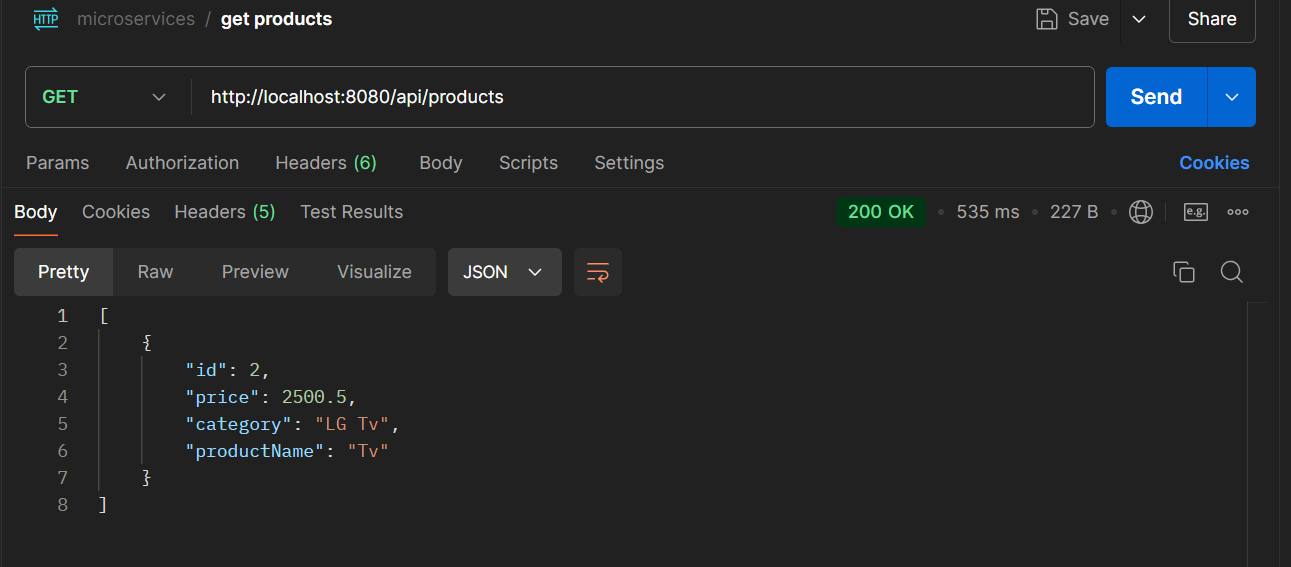 HTTP microservices / get products Save Share
GET http://localhost:8080/api/products Send
Params Authorization Headers (6) Body Scripts Settings Cookies
Body Cookies Headers (5) Test Results 200 OK • 535 ms • 227 B • e.g.
Pretty Raw Preview Visualize JSON
1 [
2 {
3 "id": 2,
4 "price": 2500.5,
5 "category": "LG Tv",
6 "productName": "Tv"
7 }
8 ]